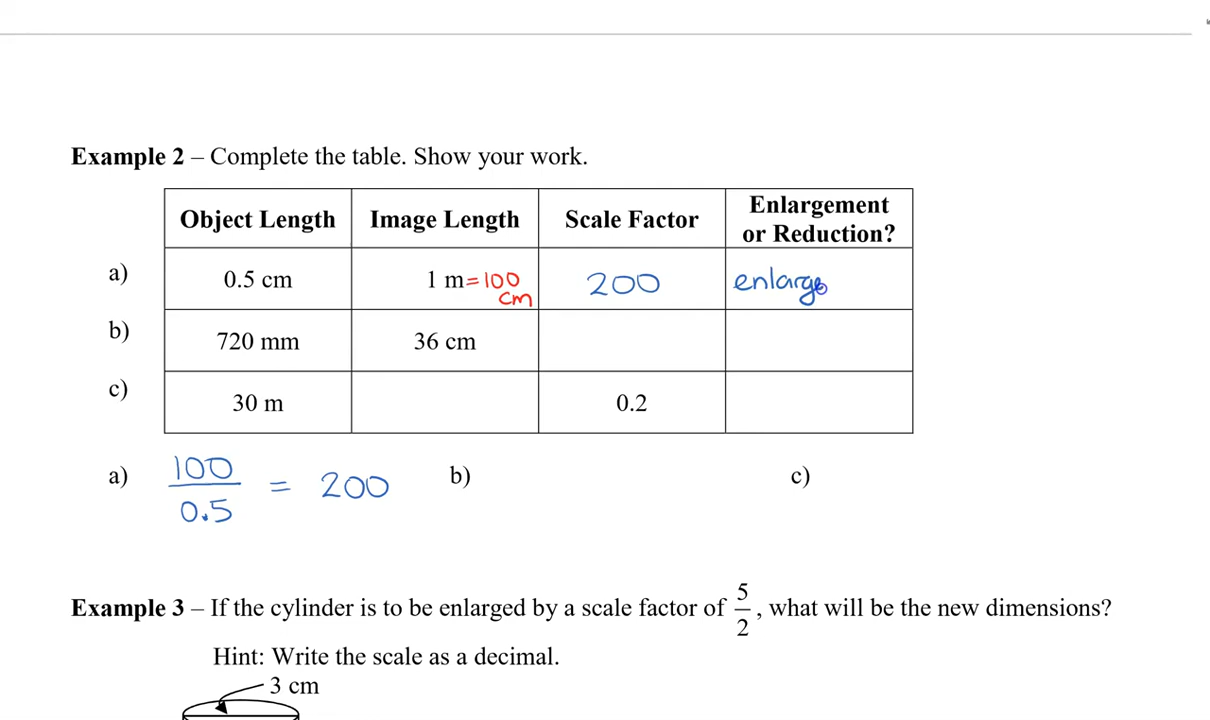 Example 2 – Complete the table. Show your work.
Object Length Image Length Scale Factor Enlargement or Reduction?
a) 0.5 cm 1 m = 100 cm 200 enlarge
b) 720 mm 36 cm
c) 30 m 0.2
a) 100 / 0.5 = 200 b) c)
Example 3 – If the cylinder is to be enlarged by a scale factor of 5/2, what will be the new dimensions?
Hint: Write the scale as a decimal.
3 cm